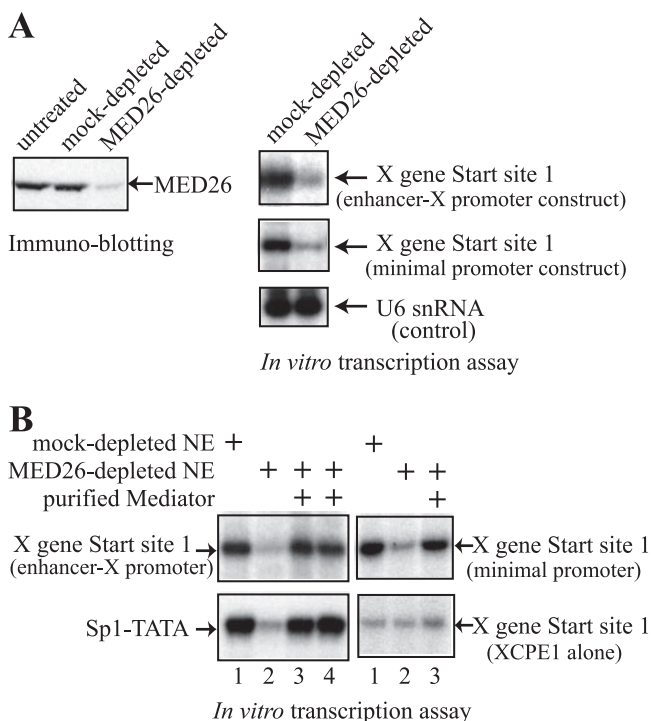 A
untreated
mock-depleted
MED26-depleted
←MED26
Immuno-blotting
mock-depleted
MED26-depleted
← X gene Start site 1
(enhancer-X promoter construct)
← X gene Start site 1
(minimal promoter construct)
← U6 snRNA
(control)
In vitro transcription assay
B
mock-depleted NE + +
MED26-depleted NE + + + + +
purified Mediator + + +
X gene Start site 1 →
(enhancer-X promoter)
← X gene Start site 1
(minimal promoter)
Sp1-TATA →
← X gene Start site 1
(XCPE1 alone)
1 2 3 4 1 2 3
In vitro transcription assay